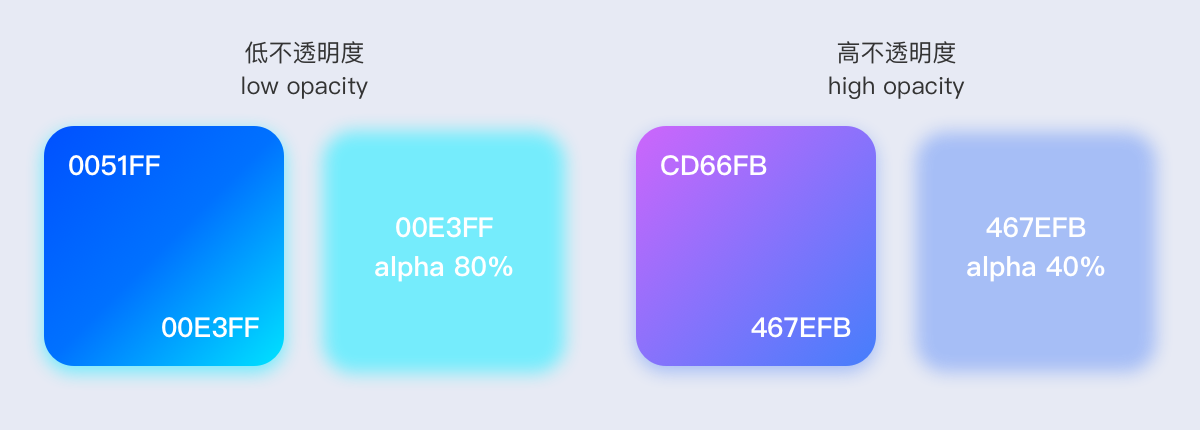 低不透明度
low opacity
0051FF
00E3FF
00E3FF
alpha 80%
高不透明度
high opacity
CD66FB
467EFB
467EFB
alpha 40%